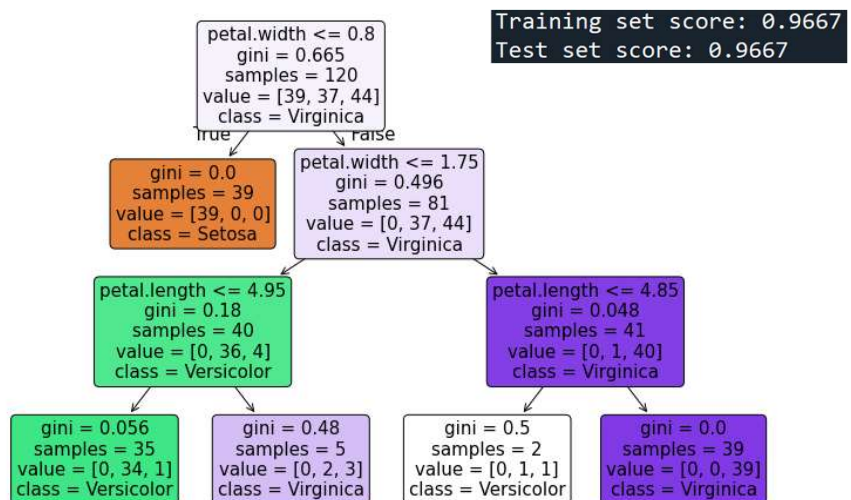 Training set score: 0.9667
Test set score: 0.9667
petal.width <= 0.8
gini = 0.665
samples = 120
value = [39, 37, 44]
class = Virginica
True
False
gini = 0.0
samples = 39
value = [39, 0, 0]
class = Setosa
petal.width <= 1.75
gini = 0.496
samples = 81
value = [0, 37, 44]
class = Virginica
petal.length <= 4.95
gini = 0.18
samples = 40
value = [0, 36, 4]
class = Versicolor
petal.length <= 4.85
gini = 0.048
samples = 41
value = [0, 1, 40]
class = Virginica
gini = 0.056
samples = 35
value = [0, 34, 1]
class = Versicolor
gini = 0.48
samples = 5
value = [0, 2, 3]
class = Virginica
gini = 0.5
samples = 2
value = [0, 1, 1]
class = Versicolor
gini = 0.0
samples = 39
value = [0, 0, 39]
class = Virginica